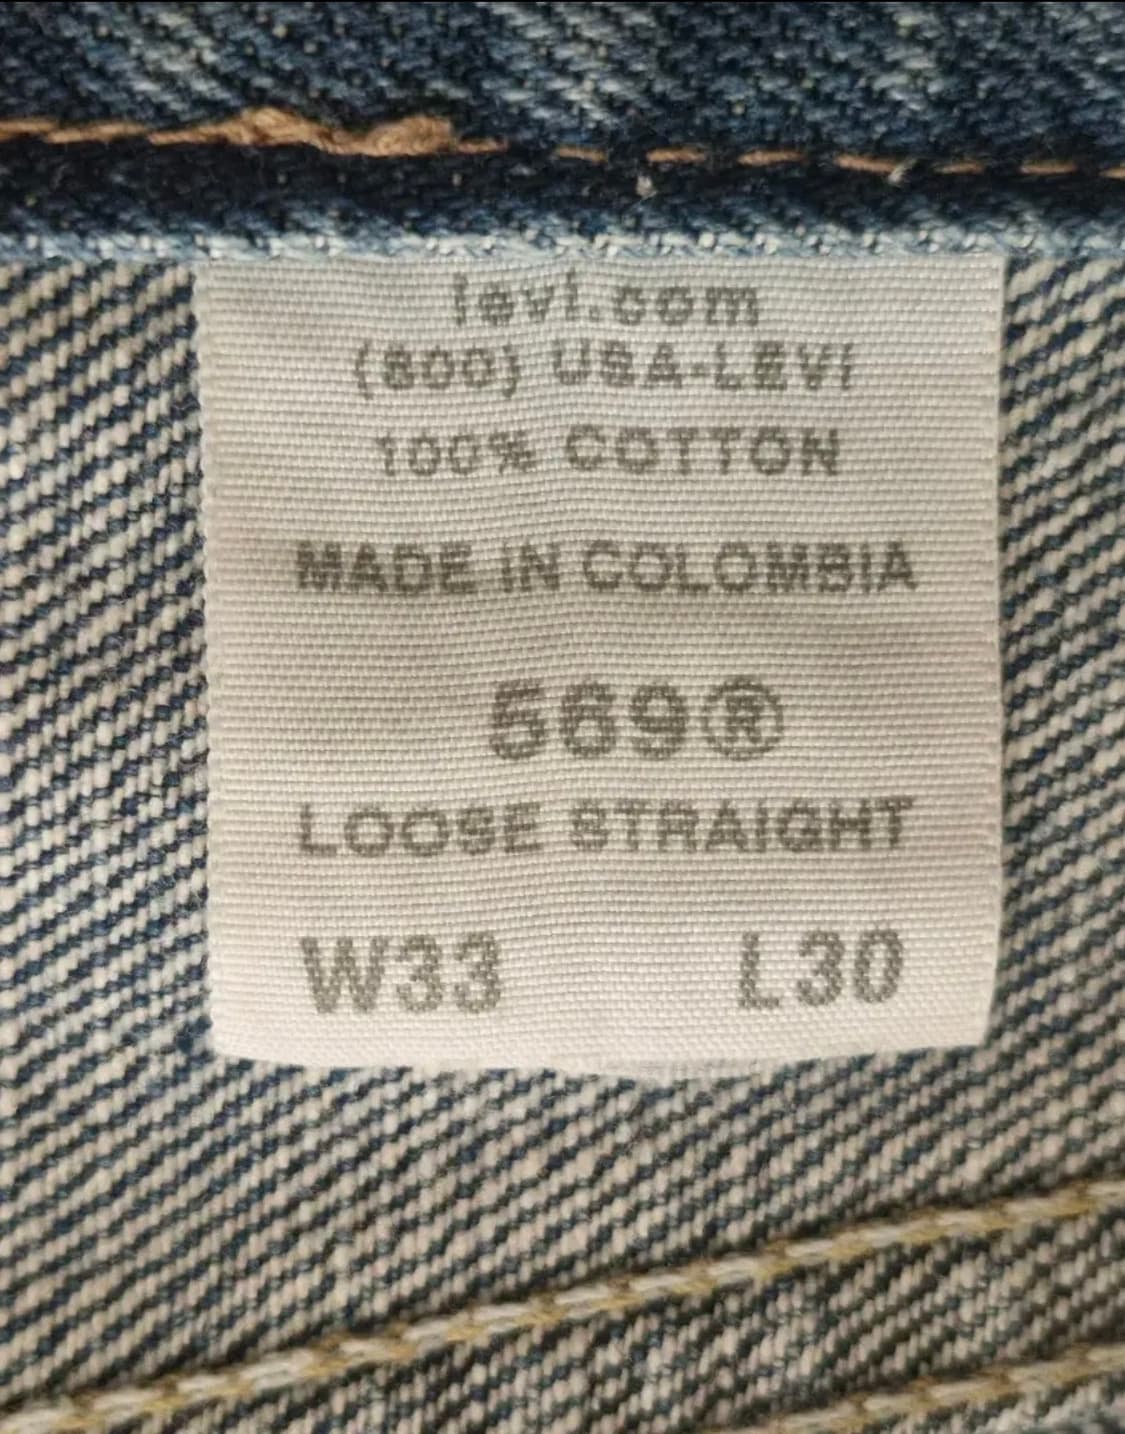 levi.com
(800) USA-LEVI
100% COTTON
MADE IN COLOMBIA
569®
LOOSE STRAIGHT
W33 L30